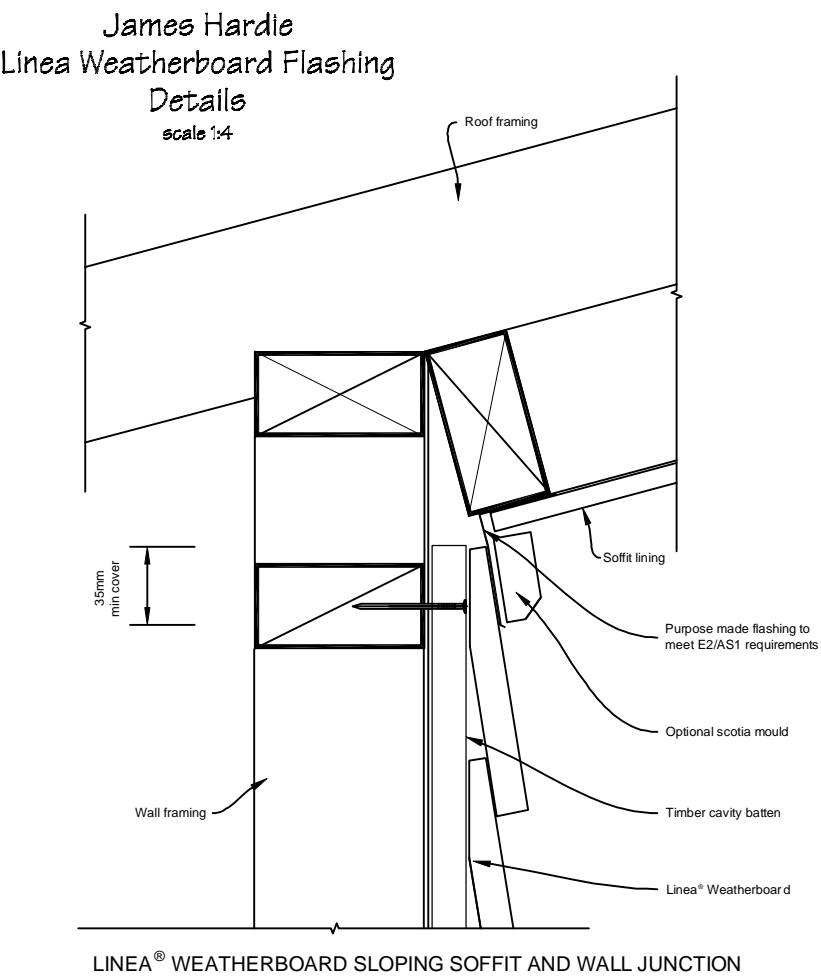 James Hardie
Linea Weatherboard Flashing
Details
scale 1:4
Roof framing
Soffit lining
35mm
min cover
Purpose made flashing to
meet E2/AS1 requirements
Optional scotia mould
Wall framing
Timber cavity batten
Linea® Weatherboard
LINEA® WEATHERBOARD SLOPING SOFFIT AND WALL JUNCTION